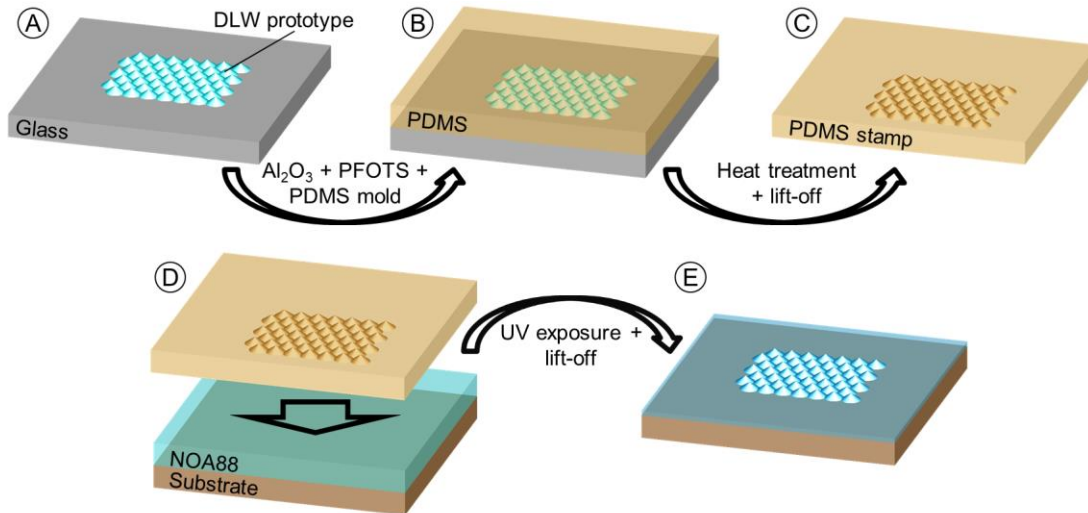 A
DLW prototype
Glass
Al₂O₃ + PFOTS +
PDMS mold
B
PDMS
Heat treatment
+ lift-off
C
PDMS stamp
D
NOA88
Substrate
UV exposure +
lift-off
E